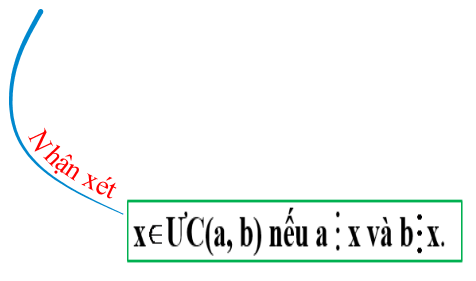 Nhận xét
x∈ƯC(a, b) nếu a⋮x và b⋮x.